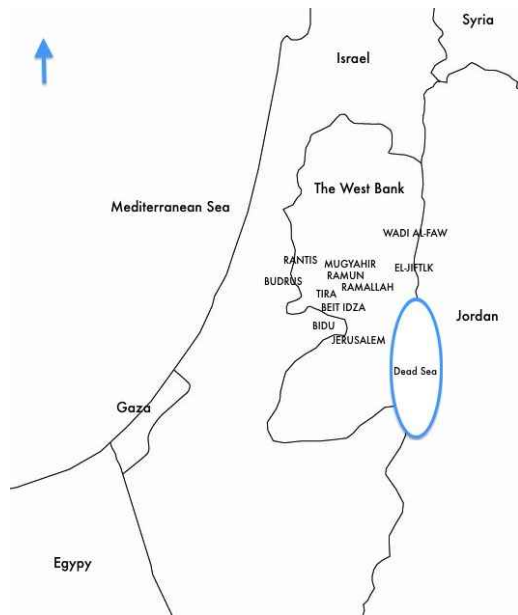 Syria
Israel
The West Bank
Mediterranean Sea
WADI AL-FAW
RANTIS
MUGYAHIR
EL-JIFTLK
RAMUN
BUDRUS
RAMALLAH
TIRA
BEIT IDZA
Jordan
BIDU
JERUSALEM
Dead Sea
Gaza
Egypy